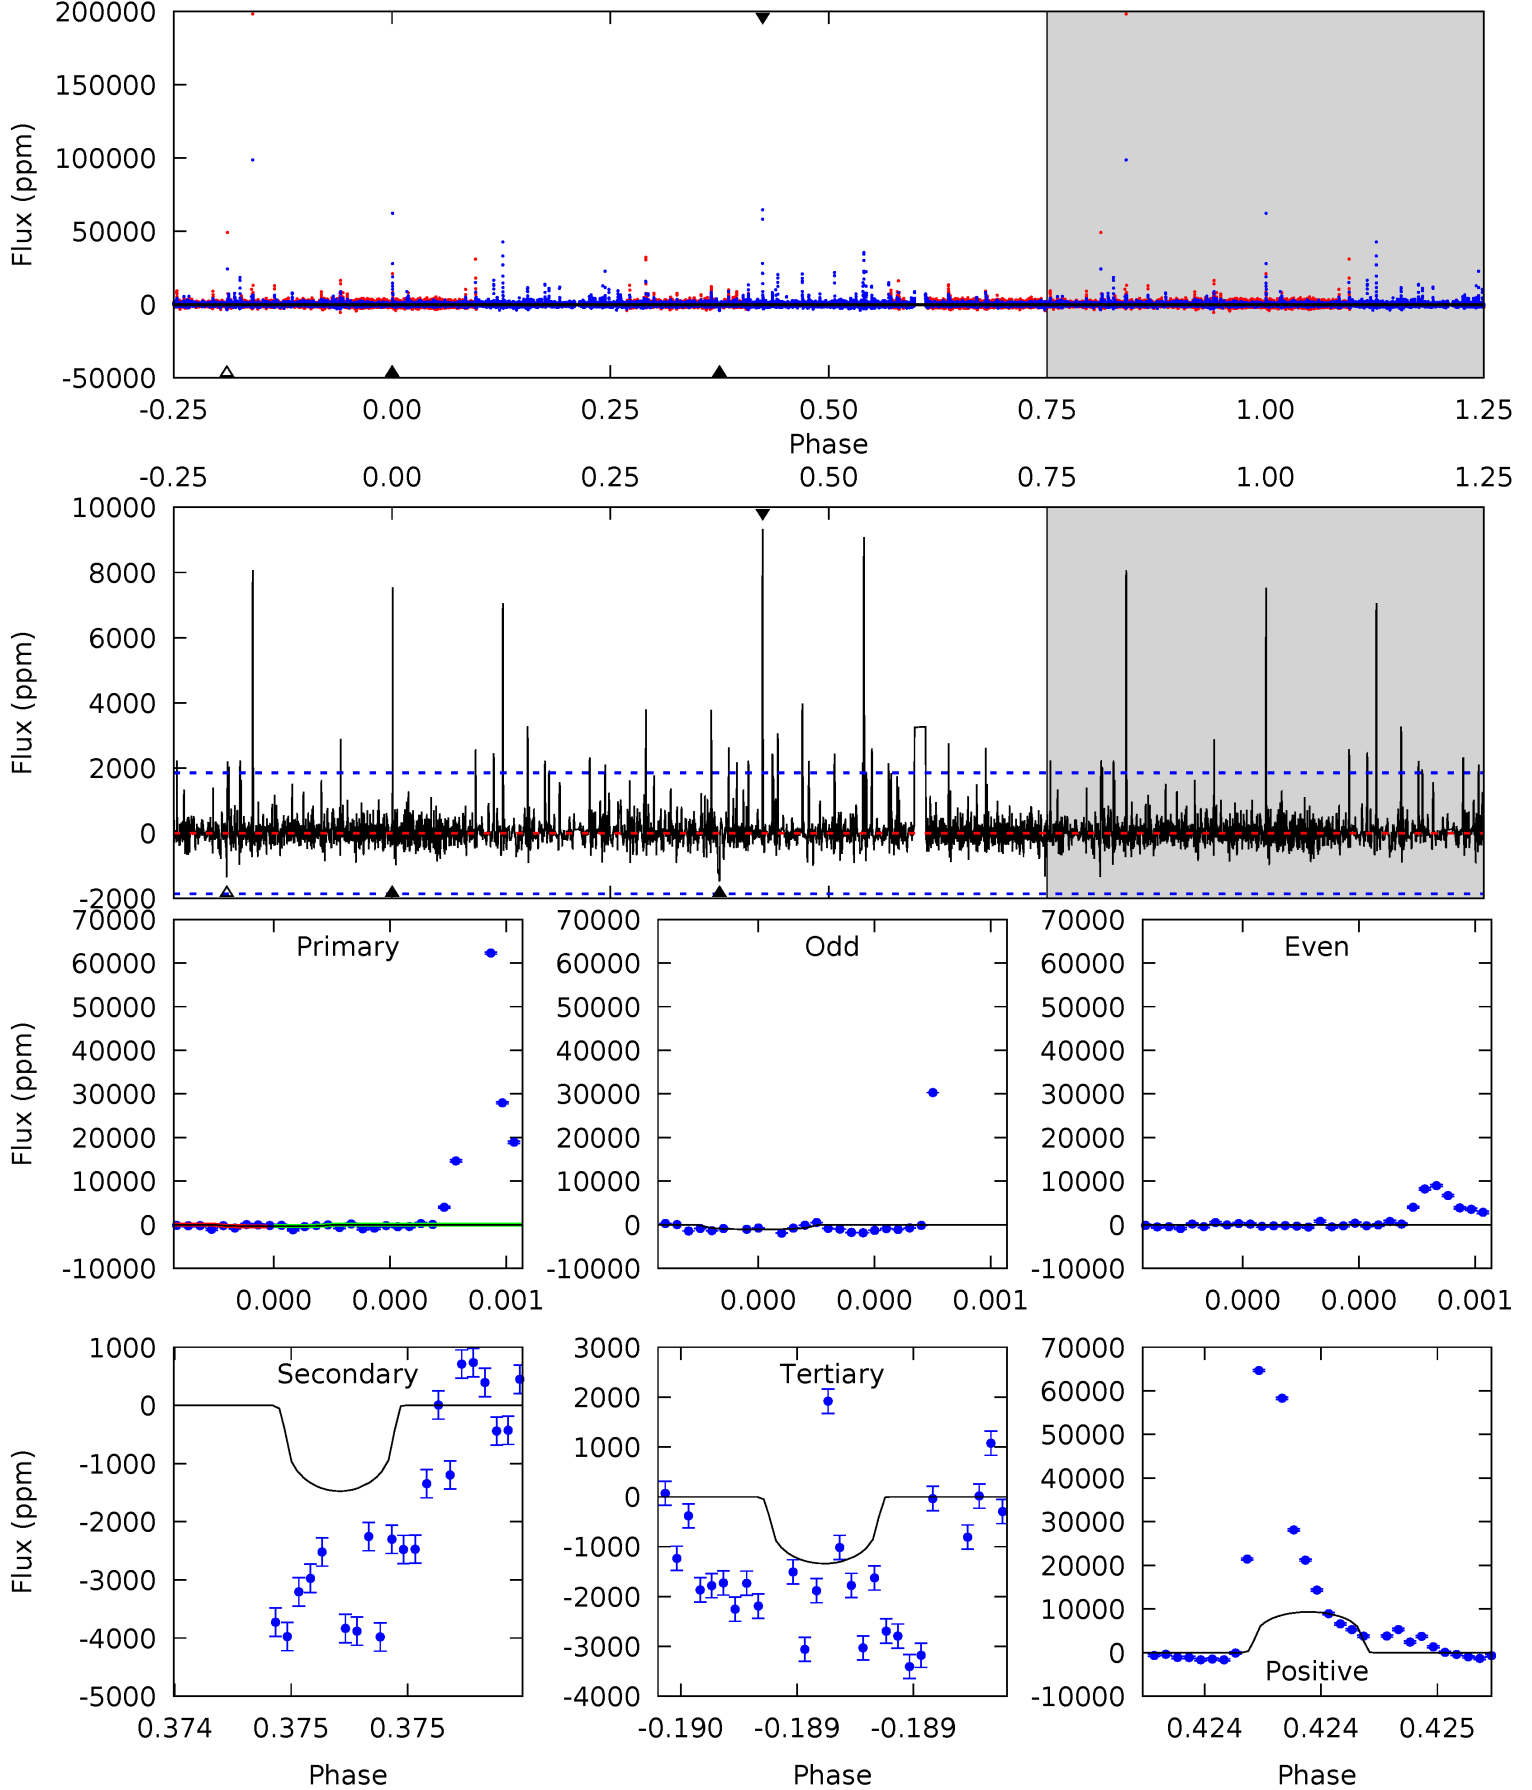 200000
150000
100000
50000
0
-50000
Flux (ppm)
-0.25 0.00 0.25 0.50 0.75 1.00 1.25
Phase
-0.25 0.00 0.25 0.50 0.75 1.00 1.25
10000
8000
6000
4000
2000
0
-2000
Flux (ppm)
Primary
70000
60000
50000
40000
30000
20000
10000
0
-10000
Flux (ppm)
0.000 0.000 0.001
Odd
70000
60000
50000
40000
30000
20000
10000
0
-10000
0.000 0.000 0.001
Even
70000
60000
50000
40000
30000
20000
10000
0
-10000
0.000 0.000 0.001
Secondary
1000
0
-1000
-2000
-3000
-4000
-5000
Flux (ppm)
0.374 0.375 0.375
Phase
Tertiary
3000
2000
1000
0
-1000
-2000
-3000
-4000
-0.190 -0.189 -0.189
Phase
70000
60000
50000
40000
30000
20000
10000
0
-10000
Positive
0.424 0.424 0.425
Phase